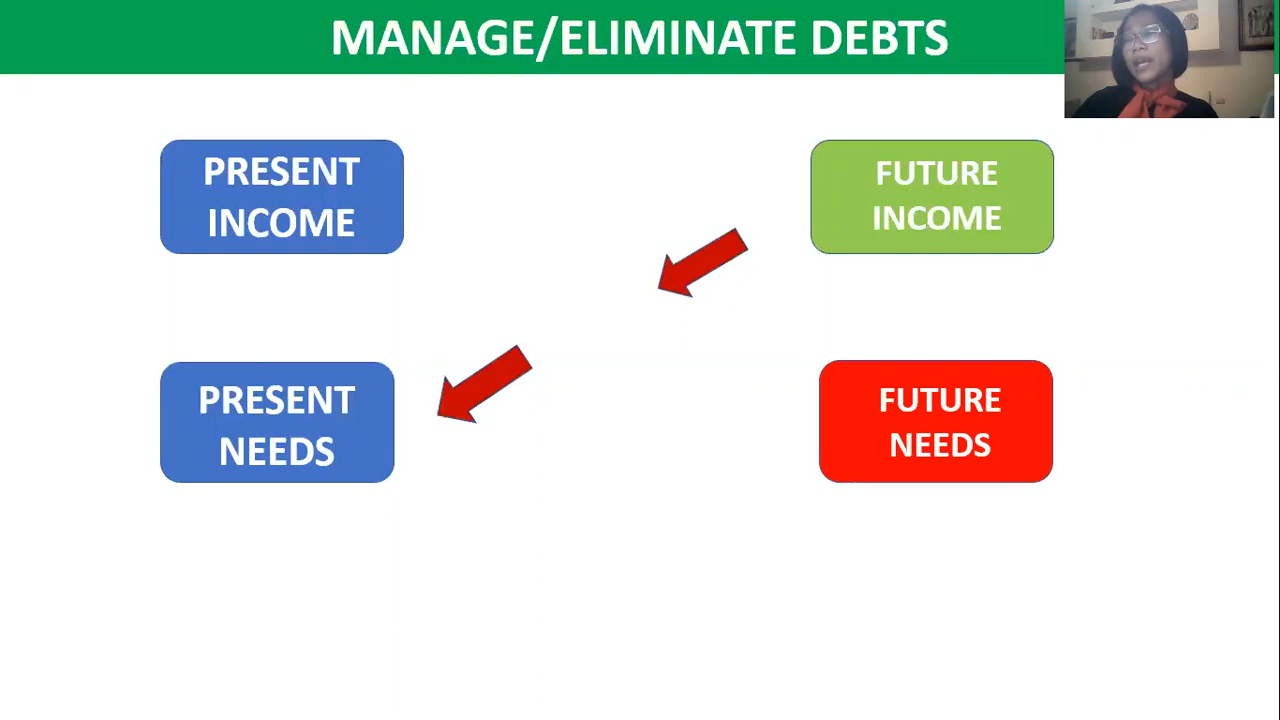 MANAGE/ELIMINATE DEBTS
PRESENT
INCOME
FUTURE
INCOME
PRESENT
NEEDS
FUTURE
NEEDS